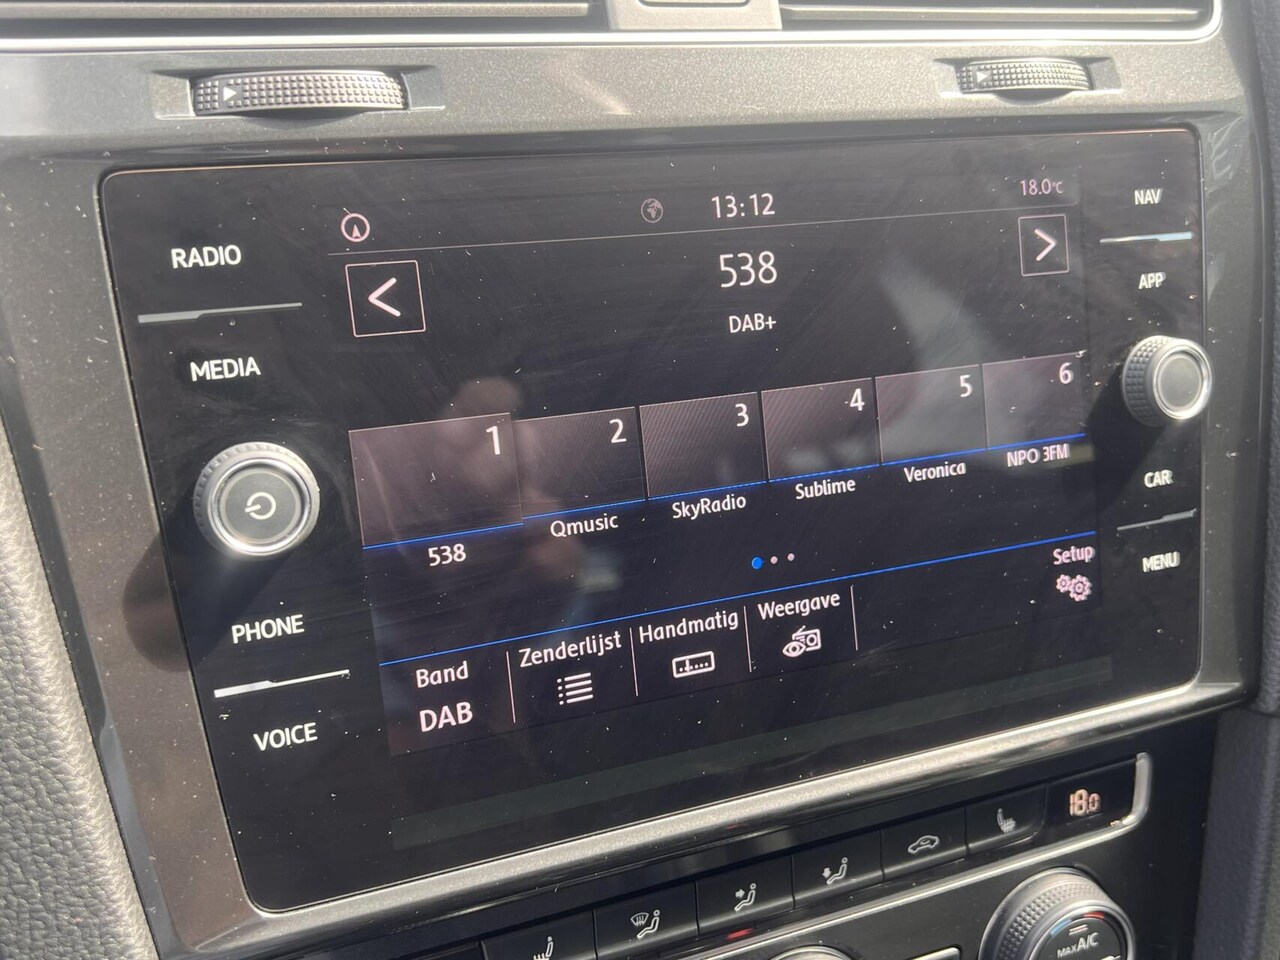 13:12
18.0°C
538
DAB+
<
>
1
2
3
4
5
6
538
Qmusic
SkyRadio
Sublime
Veronica
NPO 3FM
Setup
Band
DAB
Zenderlijst
Handmatig
Weergave
RADIO
MEDIA
PHONE
VOICE
NAV
APP
CAR
MENU
18.0
MAX A/C